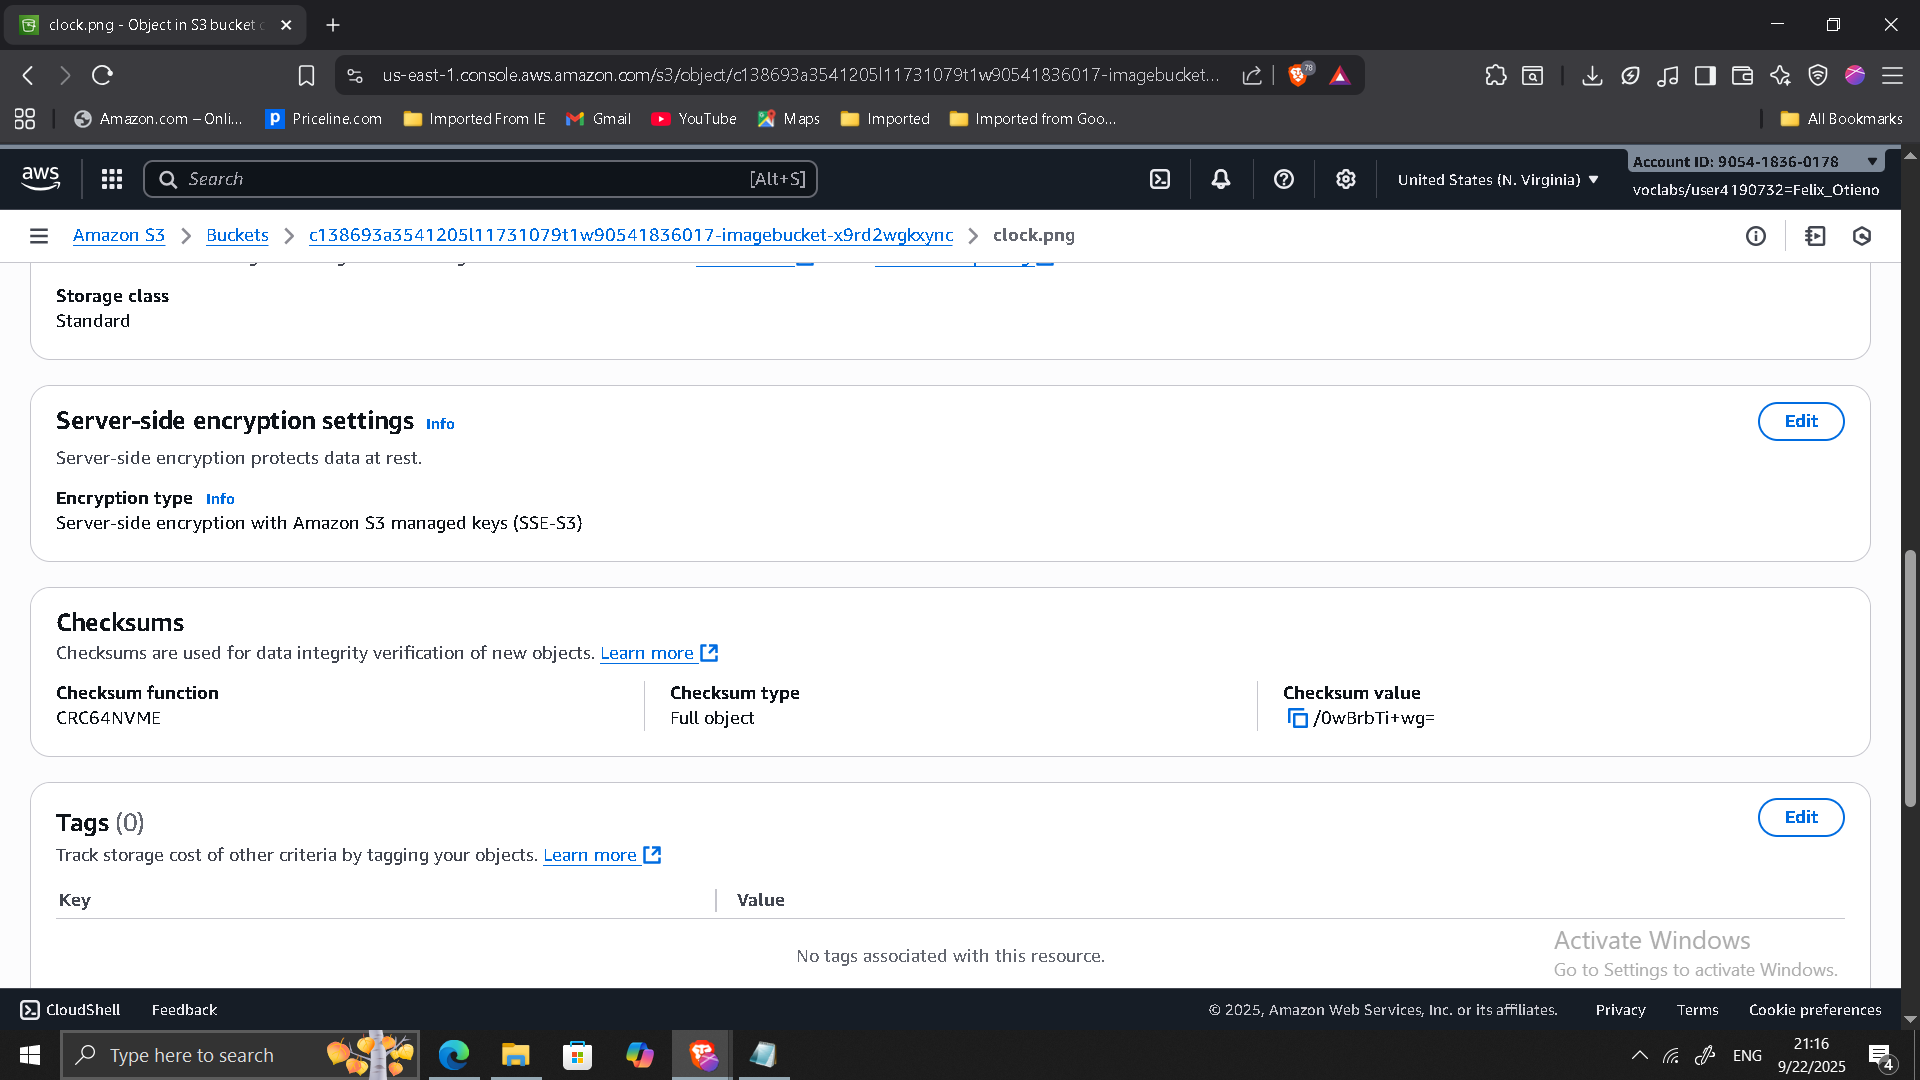 clock.png - Object in S3 bucket
us-east-1.console.aws.amazon.com/s3/object/c138693a3541205l11731079t1w90541836017-imagebucket...
78
Amazon.com – Onli...
Priceline.com
Imported From IE
Gmail
YouTube
Maps
Imported
Imported from Goo...
All Bookmarks
aws
Search
[Alt+S]
United States (N. Virginia)
Account ID: 9054-1836-0178
voclabs/user4190732=Felix_Otieno
Amazon S3
Buckets
c138693a3541205l11731079t1w90541836017-imagebucket-x9rd2wgkxync
clock.png
Storage class
Standard
Server-side encryption settings Info
Edit
Server-side encryption protects data at rest.
Encryption type Info
Server-side encryption with Amazon S3 managed keys (SSE-S3)
Checksums
Checksums are used for data integrity verification of new objects. Learn more
Checksum function
CRC64NVME
Checksum type
Full object
Checksum value
/0wBrbTi+wg=
Tags (0)
Edit
Track storage cost of other criteria by tagging your objects. Learn more
Key
Value
No tags associated with this resource.
Activate Windows
Go to Settings to activate Windows.
CloudShell
Feedback
© 2025, Amazon Web Services, Inc. or its affiliates.
Privacy
Terms
Cookie preferences
Type here to search
ENG
21:16
9/22/2025
4